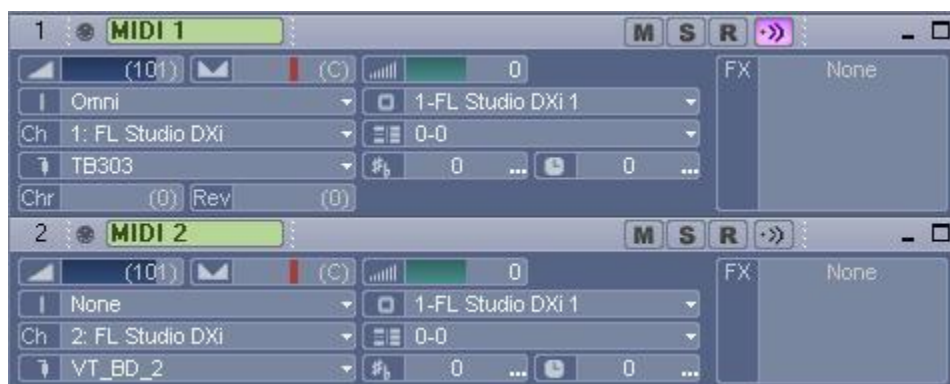 1 MIDI 1 M S R
(101) (C) 0 FX None
Omni 1-FL Studio DXi 1
Ch 1: FL Studio DXi 0-0
TB303 0 ... 0 ...
Chr (0) Rev (0)
2 MIDI 2 M S R
(101) (C) 0 FX None
None 1-FL Studio DXi 1
Ch 2: FL Studio DXi 0-0
VT_BD_2 0 ... 0 ...